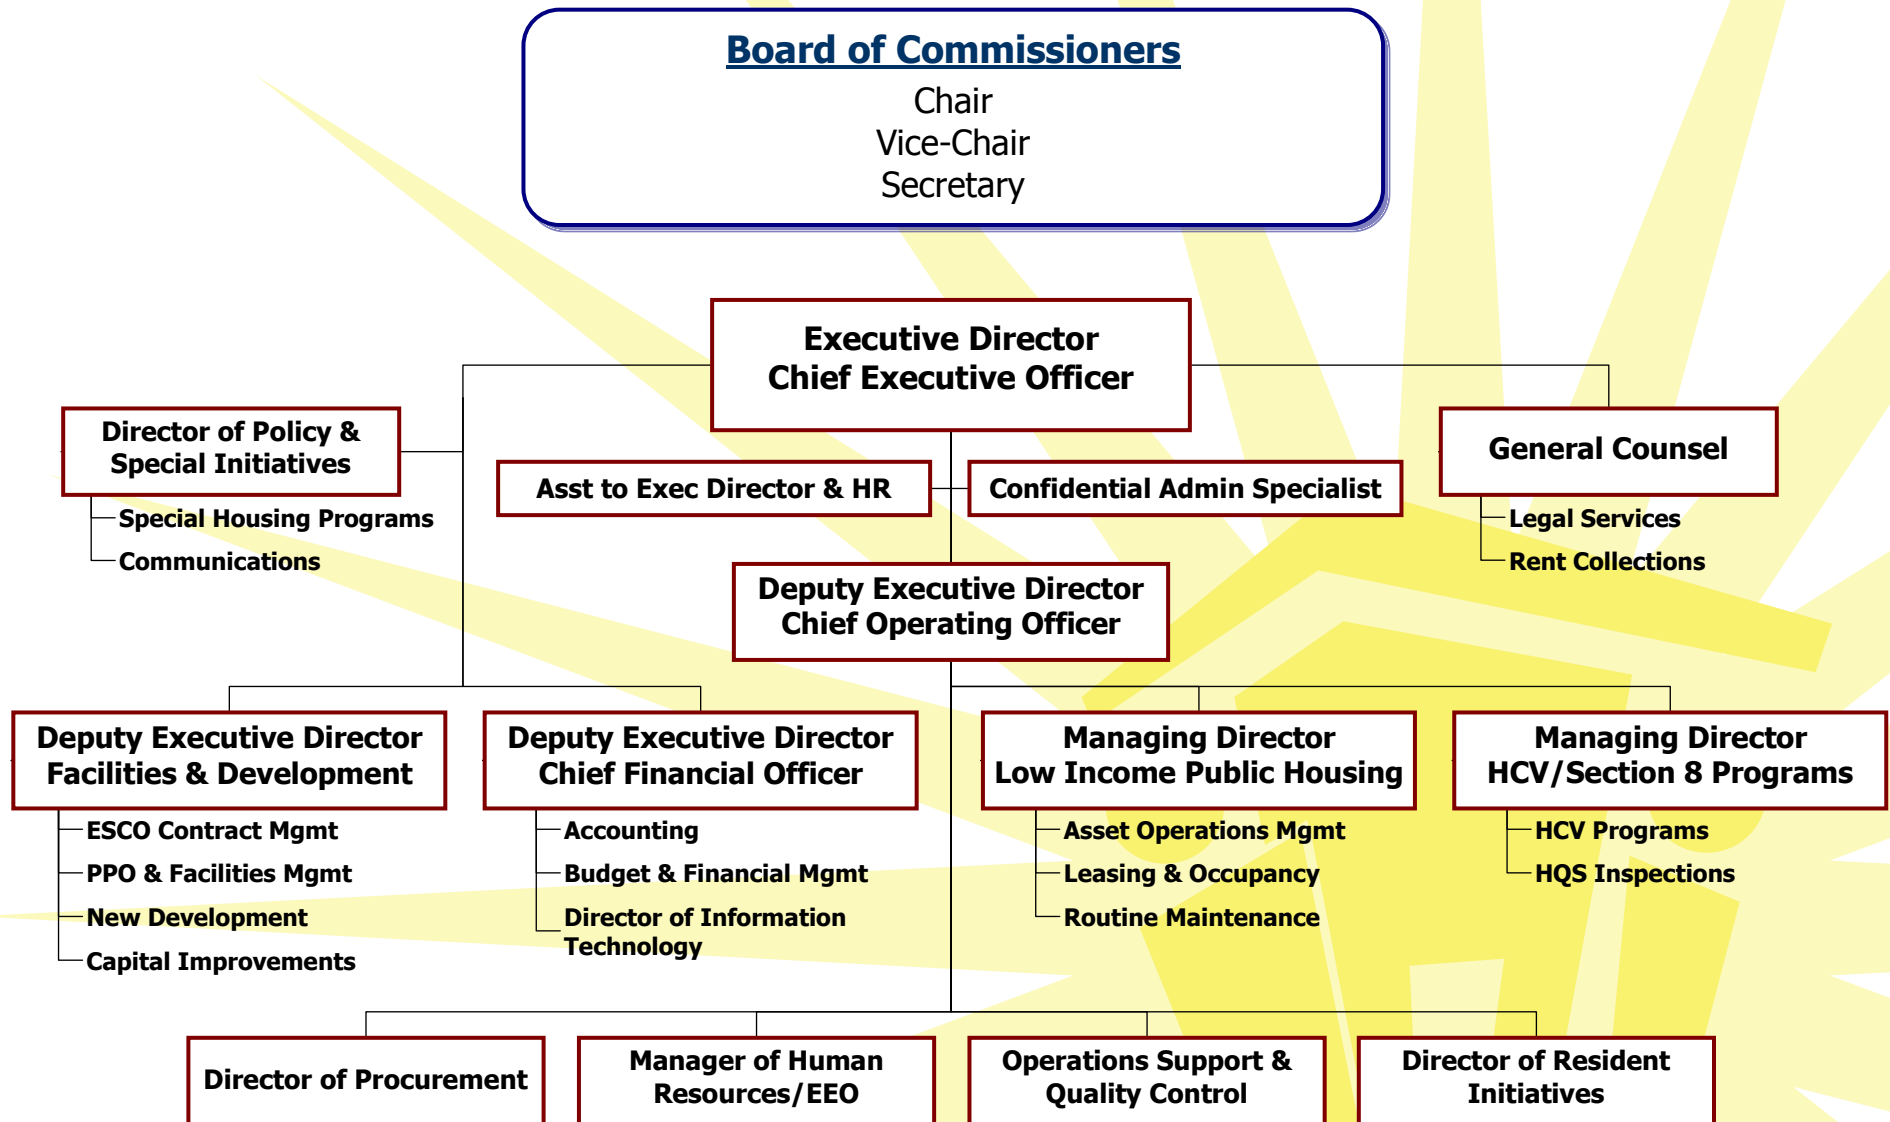 Board of Commissioners
Chair
Vice-Chair
Secretary
Executive Director
Chief Executive Officer
Director of Policy &
Special Initiatives
Special Housing Programs
Communications
Asst to Exec Director & HR
Confidential Admin Specialist
General Counsel
Legal Services
Rent Collections
Deputy Executive Director
Chief Operating Officer
Deputy Executive Director
Facilities & Development
ESCO Contract Mgmt
PPO & Facilities Mgmt
New Development
Capital Improvements
Deputy Executive Director
Chief Financial Officer
Accounting
Budget & Financial Mgmt
Director of Information
Technology
Managing Director
Low Income Public Housing
Asset Operations Mgmt
Leasing & Occupancy
Routine Maintenance
Managing Director
HCV/Section 8 Programs
HCV Programs
HQS Inspections
Director of Procurement
Manager of Human
Resources/EEO
Operations Support &
Quality Control
Director of Resident
Initiatives